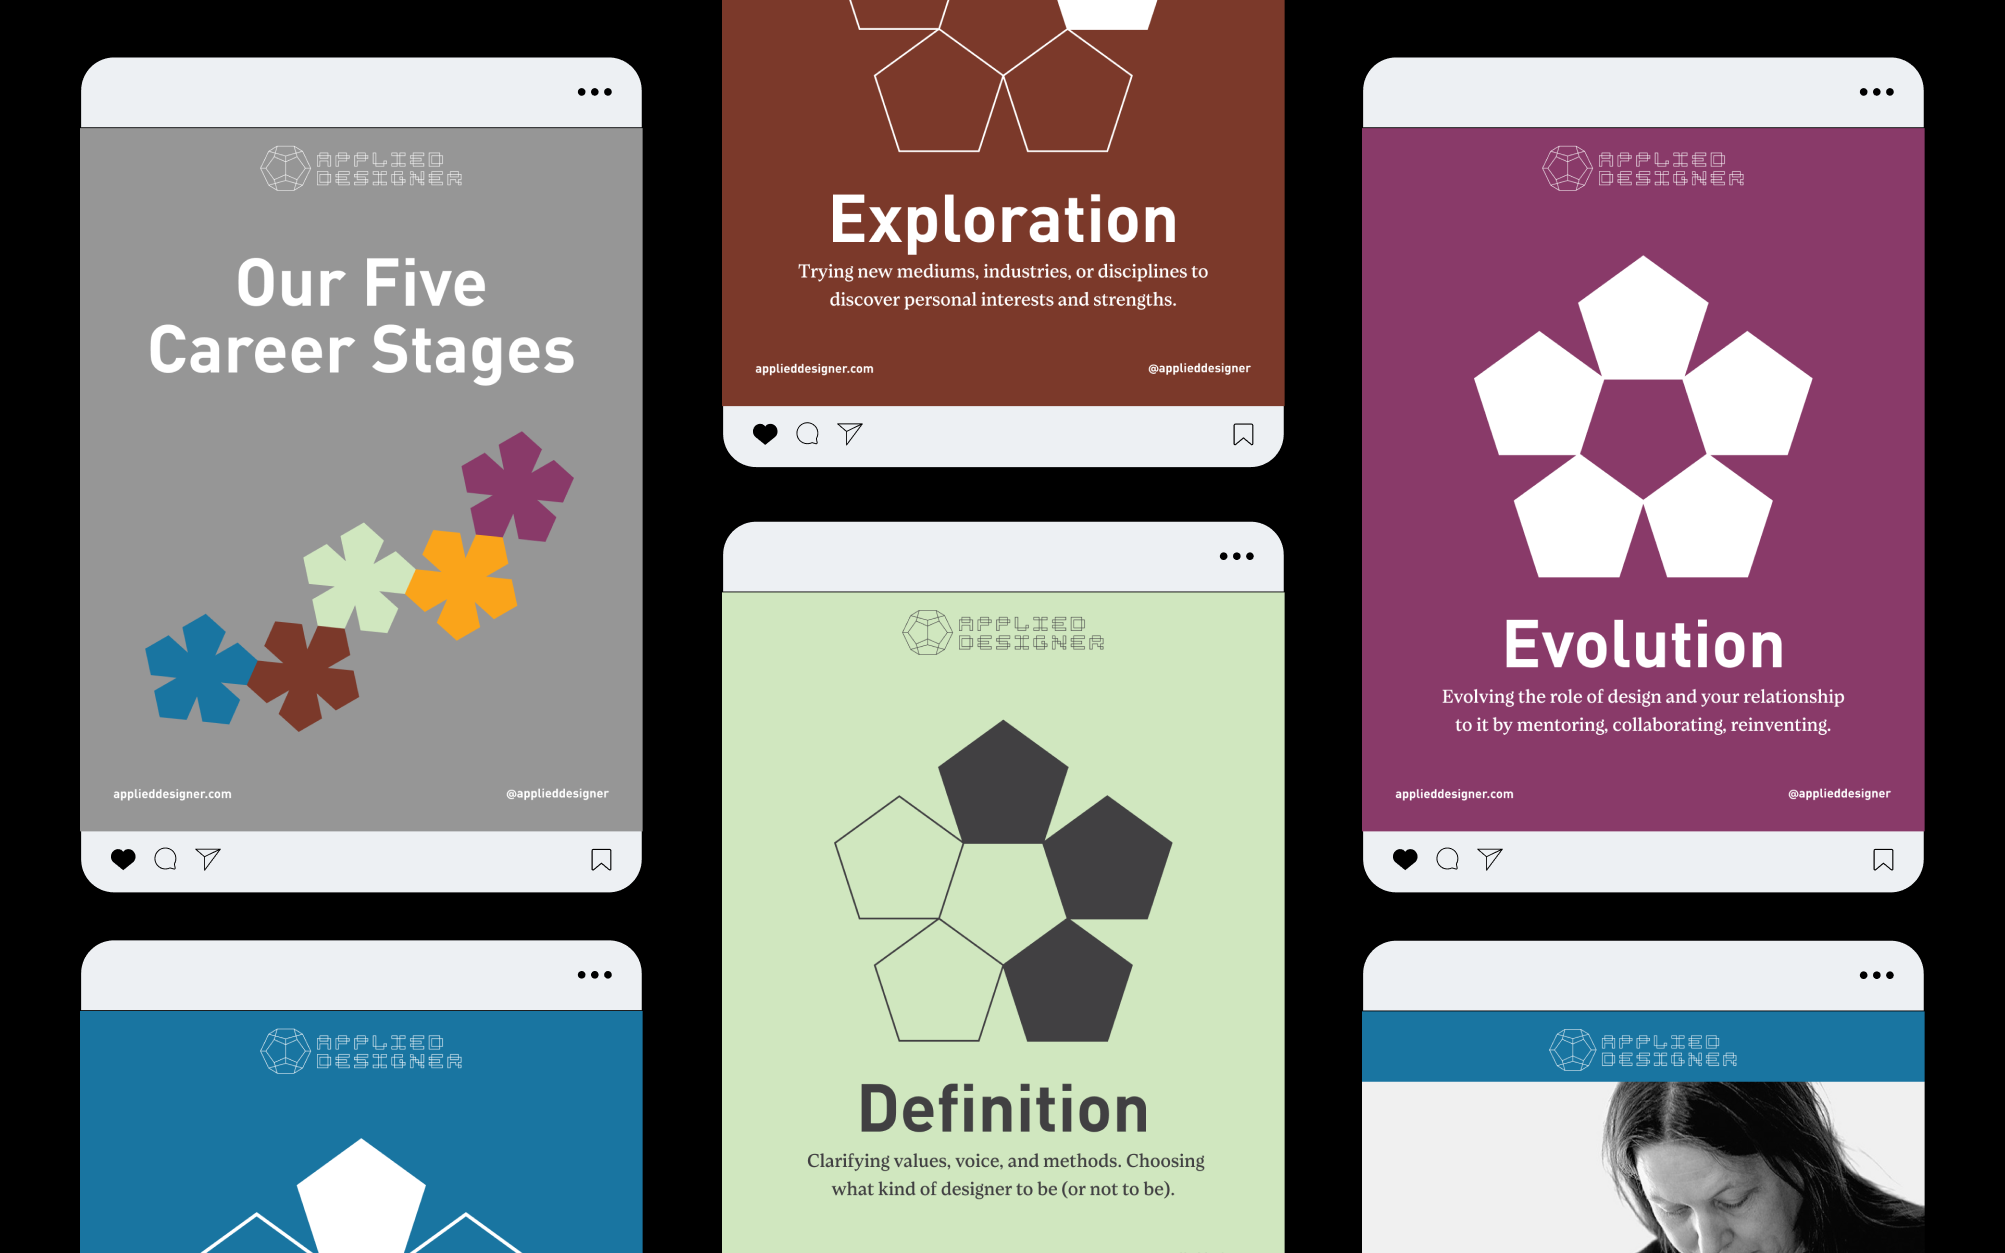 APPLIED
DESIGNER
Our Five
Career Stages
applieddesigner.com
@applieddesigner
APPLIED
DESIGNER
Exploration
Trying new mediums, industries, or disciplines to
discover personal interests and strengths.
applieddesigner.com
@applieddesigner
APPLIED
DESIGNER
Definition
Clarifying values, voice, and methods. Choosing
what kind of designer to be (or not to be).
APPLIED
DESIGNER
Evolution
Evolving the role of design and your relationship
to it by mentoring, collaborating, reinventing.
applieddesigner.com
@applieddesigner
APPLIED
DESIGNER